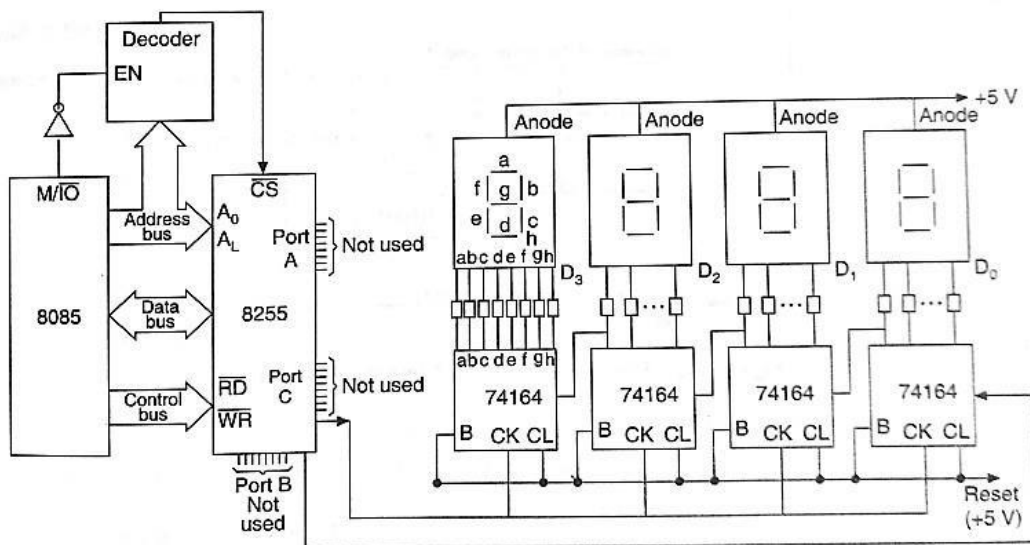 Decoder
EN
M/IO
Address
bus
8085
Data
bus
Control
bus
CS
A0
AL
Port
A
Not used
8255
RD
WR
Port
C
Not used
Port B
Not
used
+5 V
Anode
Anode
Anode
Anode
a
f g b
e d c
h
abcdefgh
D3
D2
D1
D0
abcdefgh
74164
74164
74164
74164
B CK CL
B CK CL
B CK CL
B CK CL
Reset
(+5 V)